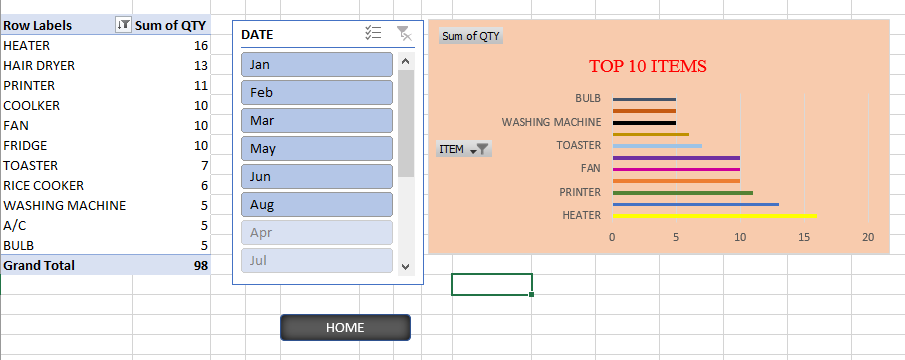 Row Labels Sum of QTY
HEATER 16
HAIR DRYER 13
PRINTER 11
COOLKER 10
FAN 10
FRIDGE 10
TOASTER 7
RICE COOKER 6
WASHING MACHINE 5
A/C 5
BULB 5
Grand Total 98
DATE
Jan
Feb
Mar
May
Jun
Aug
Apr
Jul
HOME
Sum of QTY
TOP 10 ITEMS
BULB
WASHING MACHINE
TOASTER
FAN
PRINTER
HEATER
ITEM
0 5 10 15 20